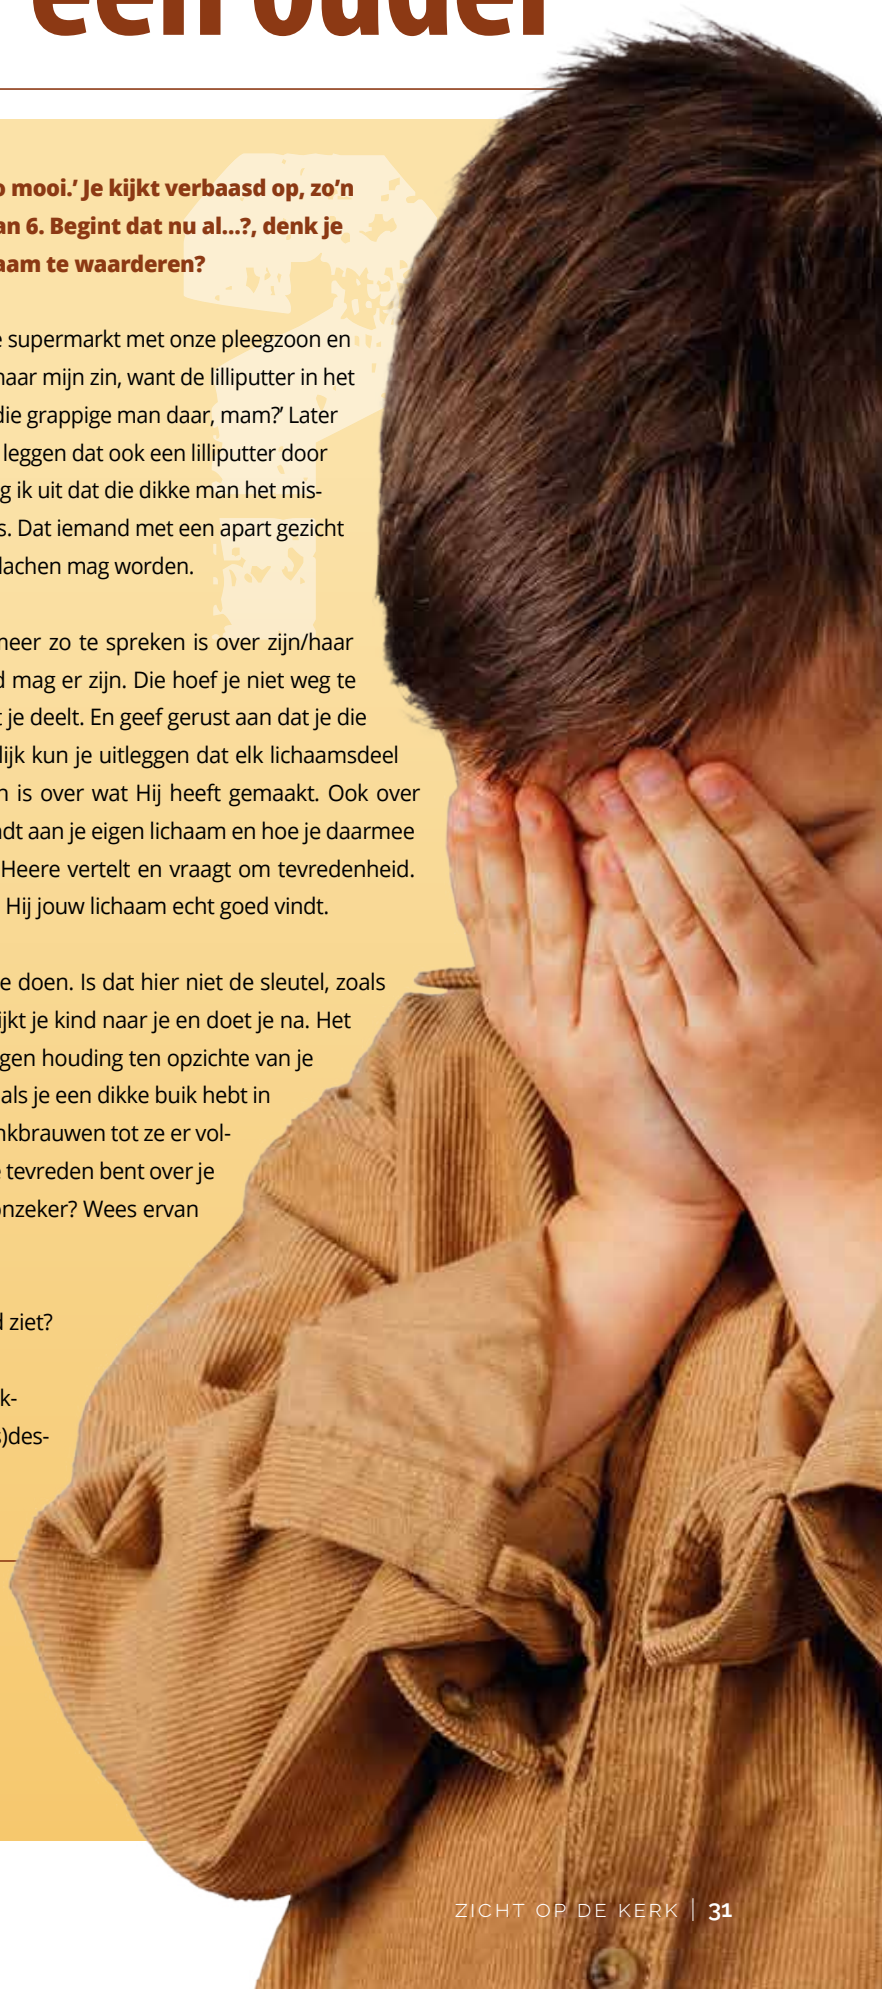 een ouder
o mooi.’ Je kijkt verbaasd op, zo’n
an 6. Begint dat nu al...?, denk je
aam te waarderen?
e supermarkt met onze pleegzoon en
naar mijn zin, want de lilliputter in het
die grappige man daar, mam?’ Later
leggen dat ook een lilliputter door
g ik uit dat die dikke man het mis-
s. Dat iemand met een apart gezicht
lachen mag worden.
meer zo te spreken is over zijn/haar
d mag er zijn. Die hoef je niet weg te
t je deelt. En geef gerust aan dat je die
lijk kun je uitleggen dat elk lichaamsdeel
n is over wat Hij heeft gemaakt. Ook over
ndt aan je eigen lichaam en hoe je daarmee
Heere vertelt en vraagt om tevredenheid.
Hij jouw lichaam echt goed vindt.
e doen. Is dat hier niet de sleutel, zoals
ijkt je kind naar je en doet je na. Het
gen houding ten opzichte van je
als je een dikke buik hebt in
nkbrauwen tot ze er vol-
e tevreden bent over je
onzeker? Wees ervan
d ziet?
k-
s)des-
ZICHT OP DE KERK | 31